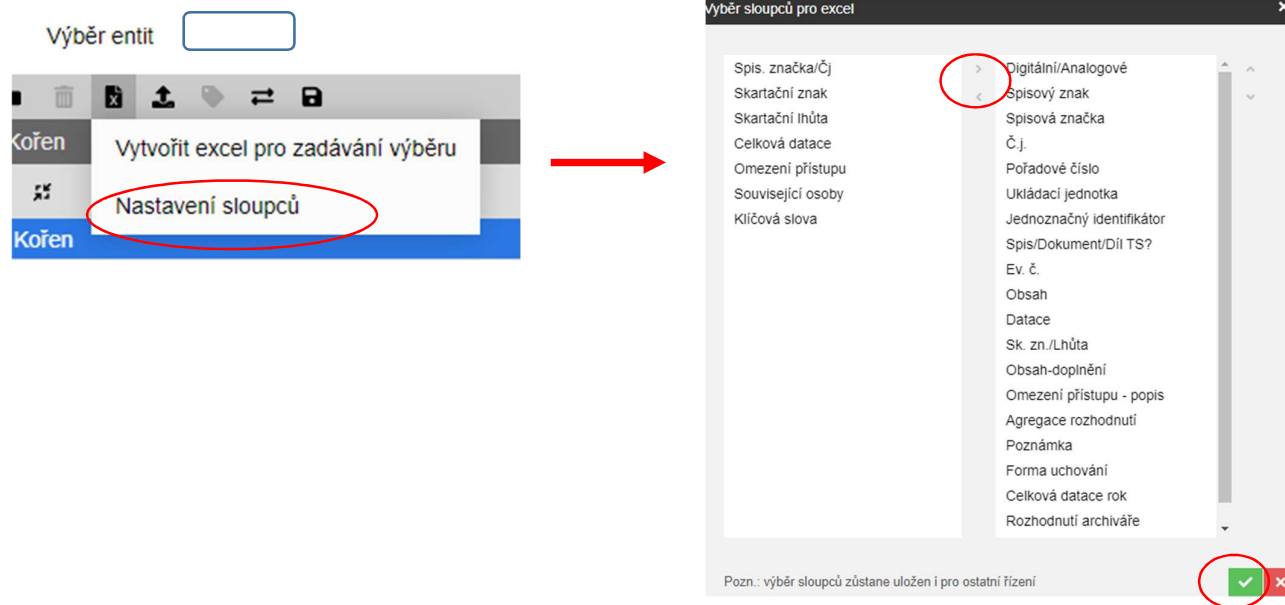 Výběr entit
Kořen
Vytvořit excel pro zadávání výběru
Nastavení sloupců
Kořen
Výběr sloupců pro excel
Spis. značka/Čj
Skartační znak
Skartační lhůta
Celková datace
Omezení přístupu
Související osoby
Klíčová slova
Digitální/Analogové
Spisový znak
Spisová značka
Č.j.
Pořadové číslo
Ukládací jednotka
Jednoznačný identifikátor
Spis/Dokument/Díl TS?
Ev. č.
Obsah
Datace
Sk. zn./Lhůta
Obsah-doplnění
Omezení přístupu - popis
Agregace rozhodnutí
Poznámka
Forma uchování
Celková datace rok
Rozhodnutí archiváře
Pozn.: výběr sloupců zůstane uložen i pro ostatní řízení